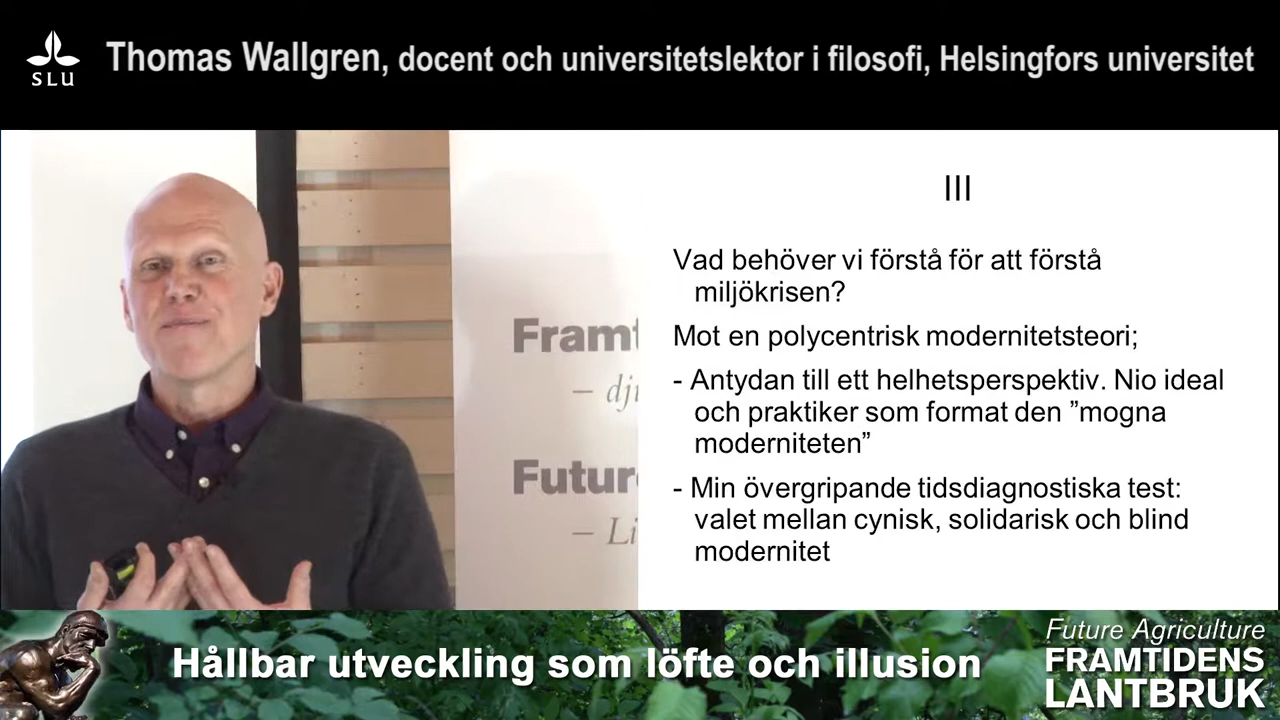 SLU
Thomas Wallgren, docent och universitetslektor i filosofi, Helsingfors universitet
III
Vad behöver vi förstå för att förstå
miljökrisen?
Mot en polycentrisk modernitetsteori;
- Antydan till ett helhetsperspektiv. Nio ideal
och praktiker som format den ”mogna
moderniteten”
- Min övergripande tidsdiagnostiska test:
valet mellan cynisk, solidarisk och blind
modernitet
Hållbar utveckling som löfte och illusion
Future Agriculture
FRAMTIDENS
LANTBRUK